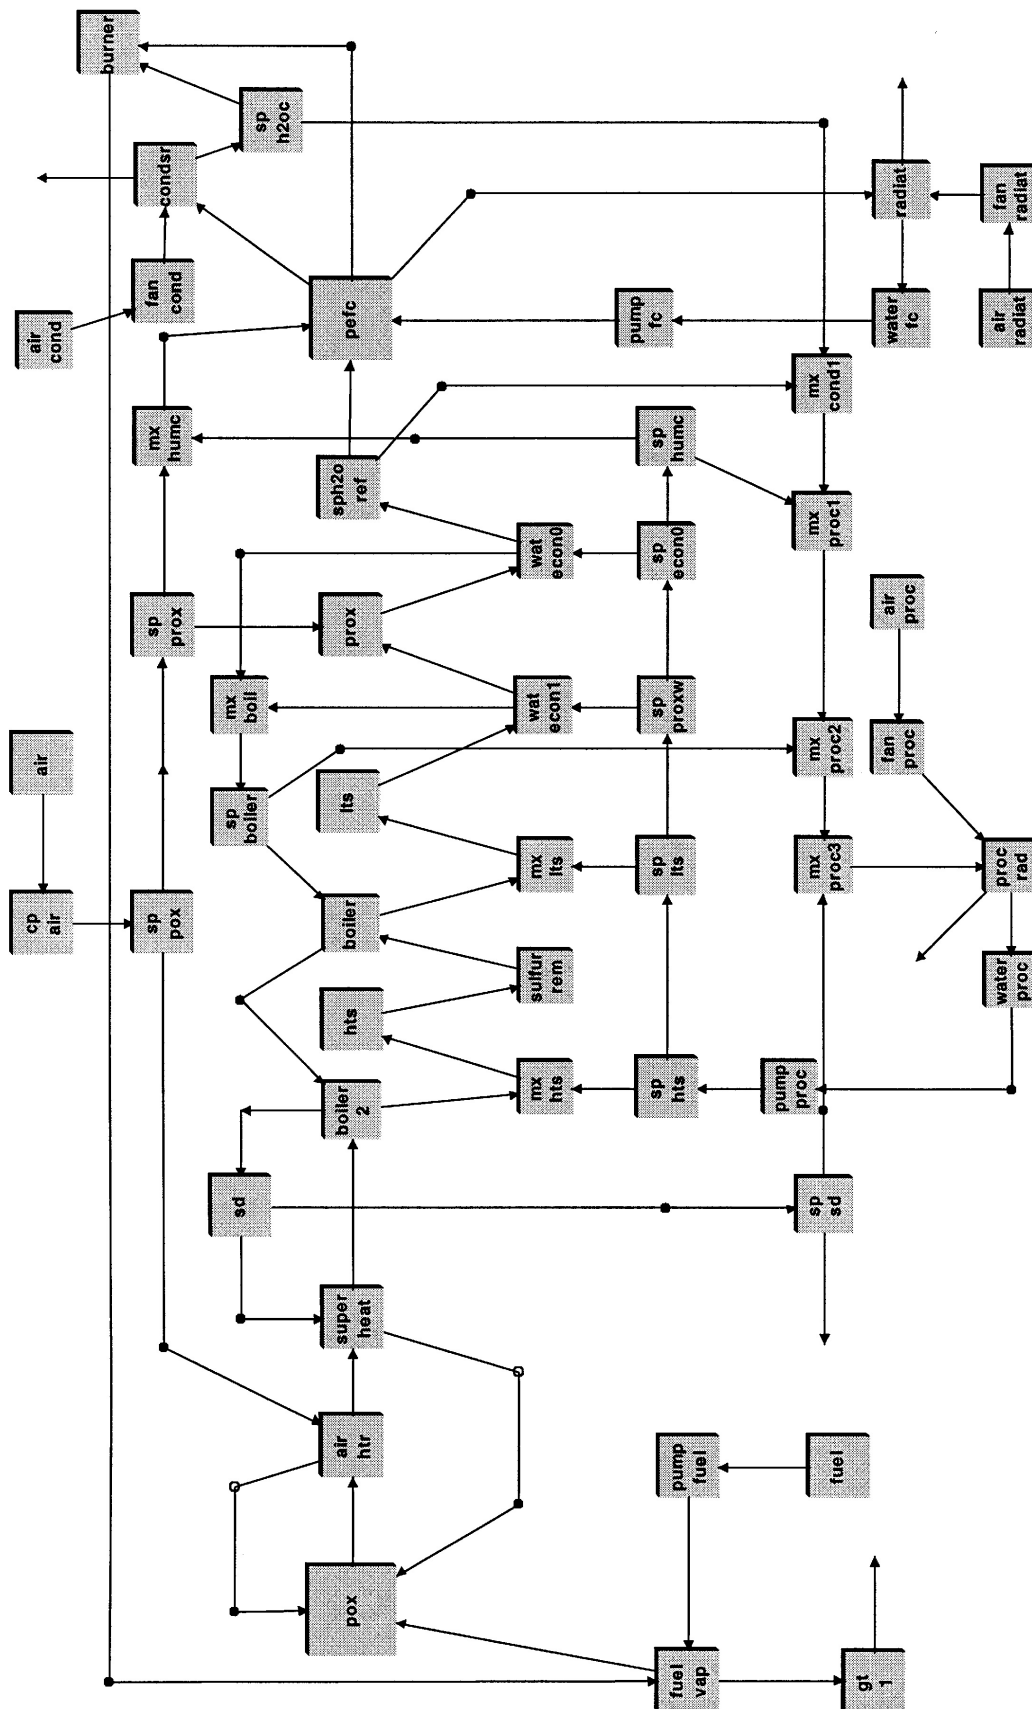 cp
air
air
air
cond
burner
sp
pox
sp
prox
mx
humc
fan
cond
condsr
sd
sp
boiler
mx
boil
sp
h2oc
pox
air
htr
super
heat
boiler
2
hts
boiler
lts
prox
sph2o
ref
pefc
mx
hts
sulfur
rem
mx
lts
wat
econ1
wat
econ0
fuel
vap
pump
fuel
sp
hts
sp
lts
sp
proxw
sp
econ0
sp
humc
pump
fc
pump
proc
fuel
sp
sd
mx
proc3
mx
proc2
mx
proc1
mx
cond1
gt
1
fan
proc
air
proc
water
fc
radiat
water
proc
proc
rad
air
radiat
fan
radiat